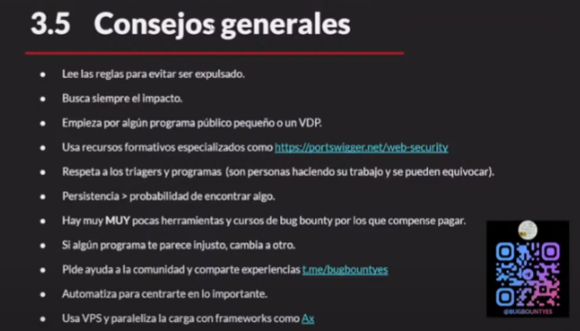 3.5 Consejos generales
Lee las reglas para evitar ser expulsado.
Busca siempre el impacto.
Empieza por algún programa público pequeño o un VDP.
Usa recursos formativos especializados como https://portswigger.net/web-security
Respeta a los triagers y programas (son personas haciendo su trabajo y se pueden equivocar).
Persistencia > probabilidad de encontrar algo.
Hay muy MUY pocas herramientas y cursos de bug bounty por los que compense pagar.
Si algún programa te parece injusto, cambia a otro.
Pide ayuda a la comunidad y comparte experiencias t.me/bugbountyes
Automatiza para centrarte en lo importante.
Usa VPS y paraleliza la carga con frameworks como Ax
@BUGBOUNTYES